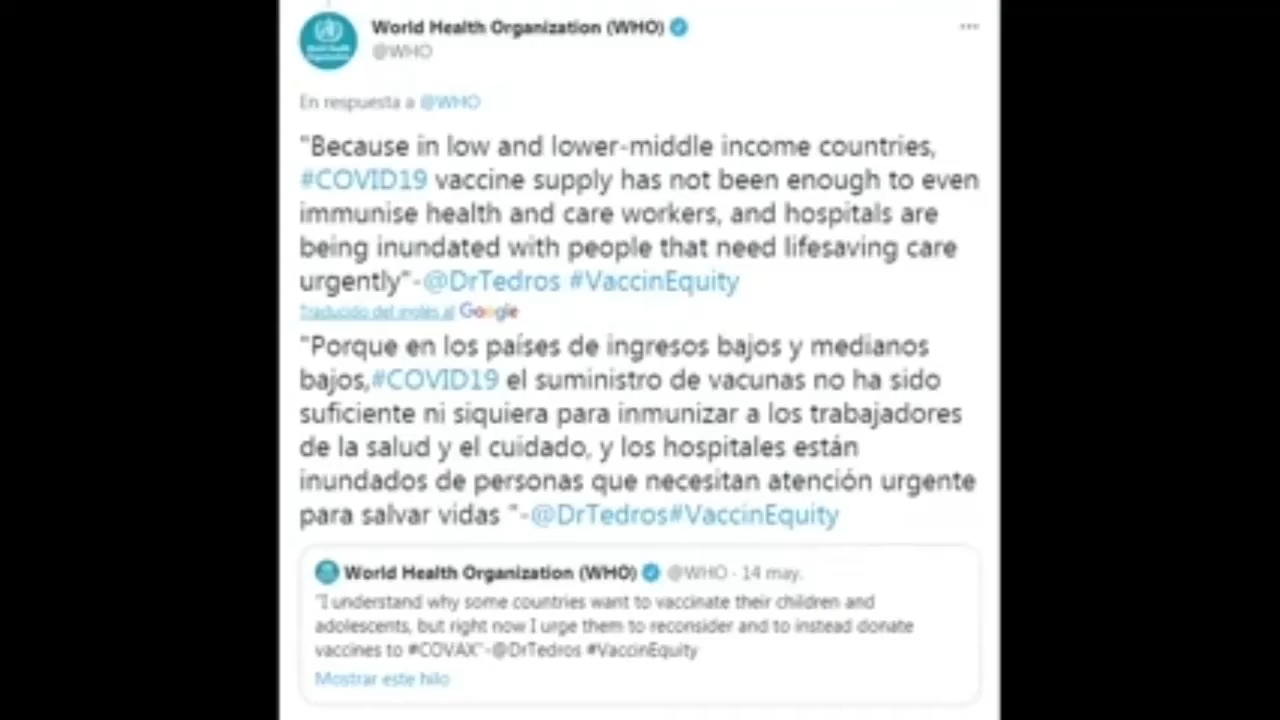 World Health Organization (WHO)
@WHO
En respuesta a @WHO
"Because in low and lower-middle income countries,
#COVID19 vaccine supply has not been enough to even
immunise health and care workers, and hospitals are
being inundated with people that need lifesaving care
urgently"-@DrTedros #VaccinEquity
Traducido del inglés al Google
"Porque en los países de ingresos bajos y medianos
bajos,#COVID19 el suministro de vacunas no ha sido
suficiente ni siquiera para inmunizar a los trabajadores
de la salud y el cuidado, y los hospitales están
inundados de personas que necesitan atención urgente
para salvar vidas "-@DrTedros#VaccinEquity
World Health Organization (WHO) @WHO · 14 may.
"I understand why some countries want to vaccinate their children and
adolescents, but right now I urge them to reconsider and to instead donate
vaccines to #COVAX"-@DrTedros #VaccinEquity
Mostrar este hilo